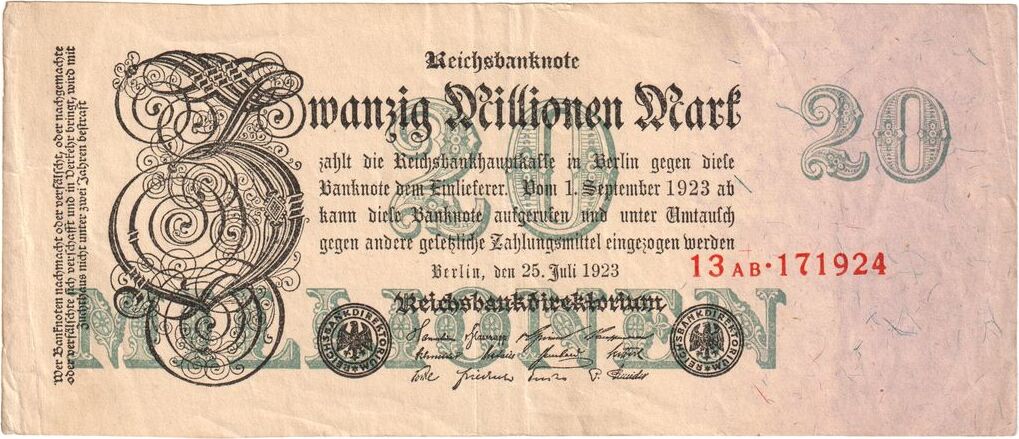 Reichsbanknote
Zwanzig Millionen Mark
20
20
zahlt die Reichsbankhauptkasse in Berlin gegen diese
Banknote dem Einlieferer. Vom 1. September 1923 ab
kann diese Banknote aufgerufen und unter Umtausch
gegen andere gesetzliche Zahlungsmittel eingezogen werden
Berlin, den 25. Juli 1923
13 AB·171924
Reichsbankdirektorium
MILLIONEN
REICHSBANKDIREKTORIUM
REICHSBANKDIREKTORIUM
Wer Banknoten nachmacht oder verfälscht, oder nachgemachte
oder verfälschte sich verschafft und in Verkehr bringt, wird mit
Zuchthaus nicht unter zwei Jahren bestraft